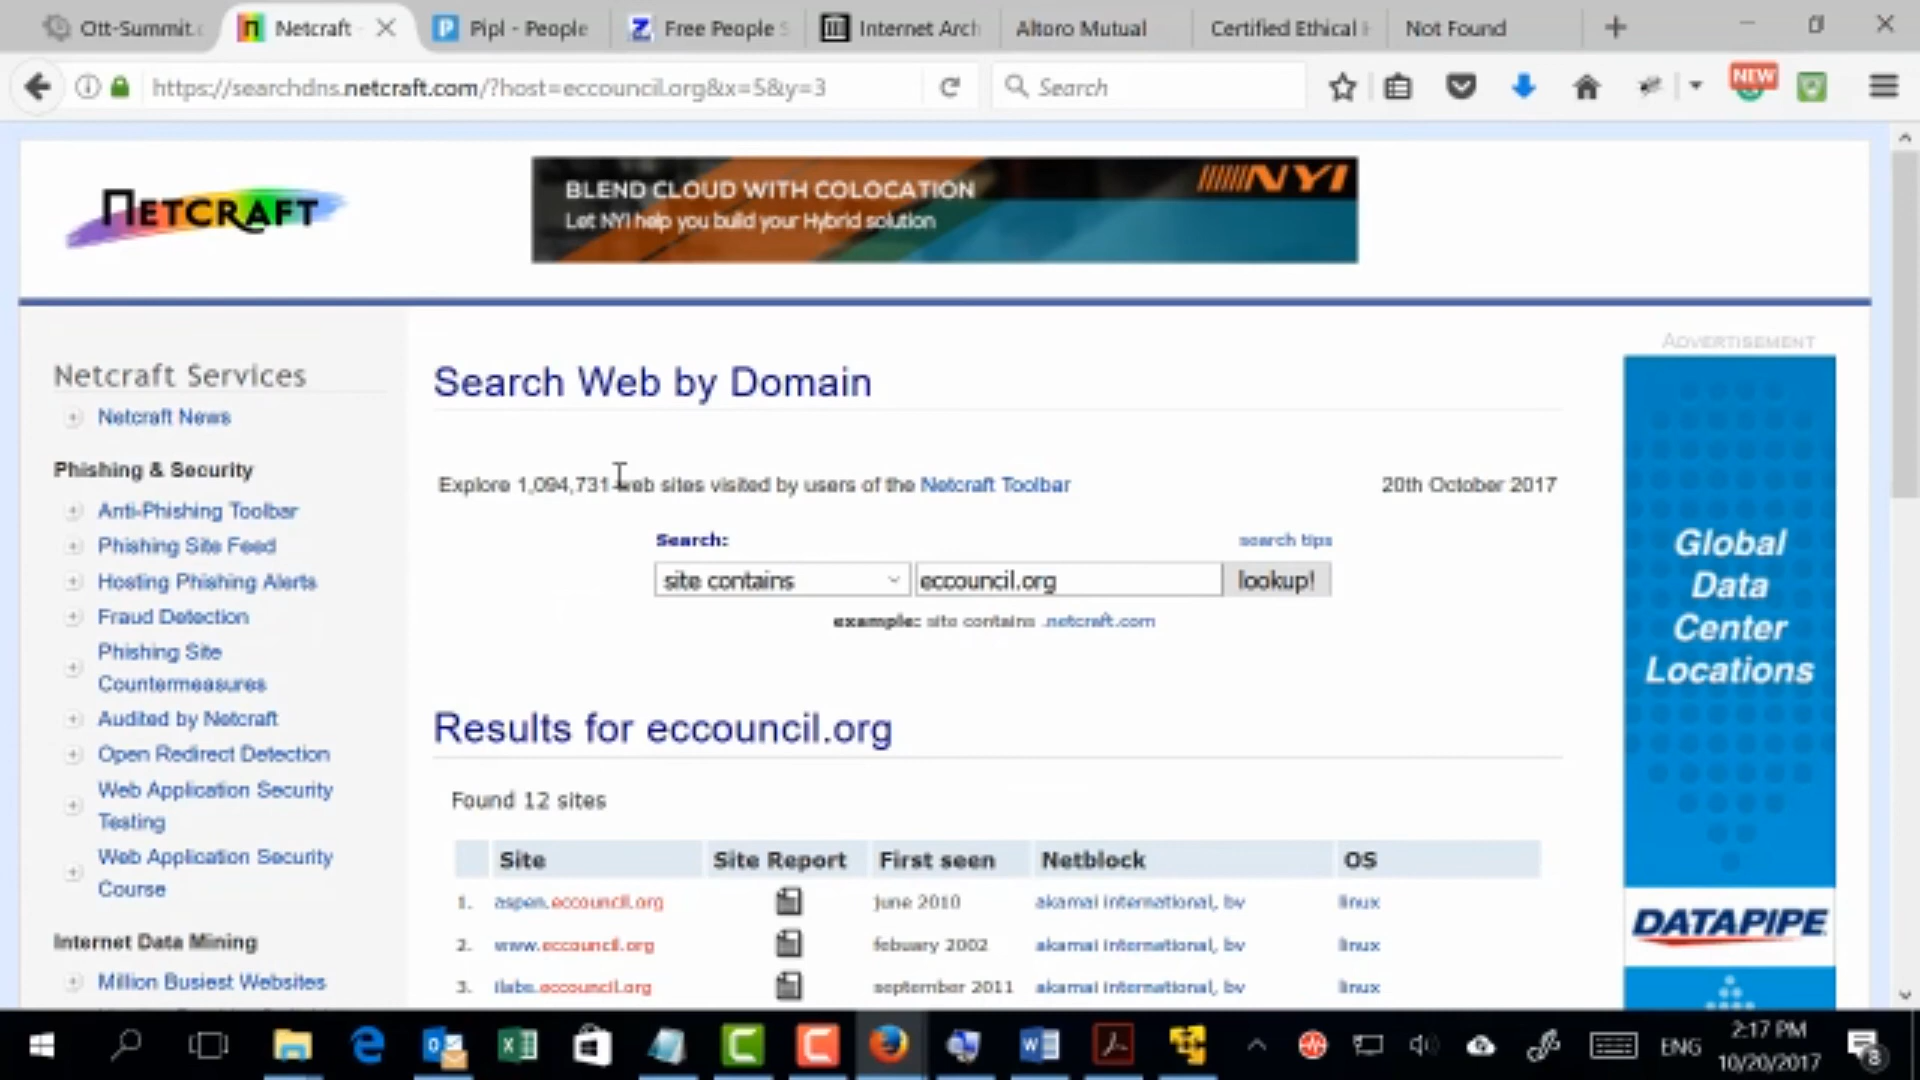 Ott-Summit.c
Netcraft -
Pipl - People
Free People S
Internet Arch
Altoro Mutual
Certified Ethical H
Not Found
https://searchdns.netcraft.com/?host=eccouncil.org&x=5&y=3
Search
NEW
NETCRAFT
BLEND CLOUD WITH COLOCATION
Let NYI help you build your Hybrid solution
NYI
Netcraft Services
Netcraft News
Phishing & Security
Anti-Phishing Toolbar
Phishing Site Feed
Hosting Phishing Alerts
Fraud Detection
Phishing Site
Countermeasures
Audited by Netcraft
Open Redirect Detection
Web Application Security
Testing
Web Application Security
Course
Internet Data Mining
Million Busiest Websites
Search Web by Domain
Explore 1,094,731 web sites visited by users of the Netcraft Toolbar
20th October 2017
Search:
search tips
site contains
eccouncil.org
lookup!
example: site contains .netcraft.com
Results for eccouncil.org
Found 12 sites
Site Site Report First seen Netblock OS
1. aspen.eccouncil.org june 2010 akamai international, bv linux
2. www.eccouncil.org febuary 2002 akamai international, bv linux
3. ilabs.eccouncil.org september 2011 akamai international, bv linux
ADVERTISEMENT
Global
Data
Center
Locations
DATAPIPE
ENG
2:17 PM
10/20/2017
8